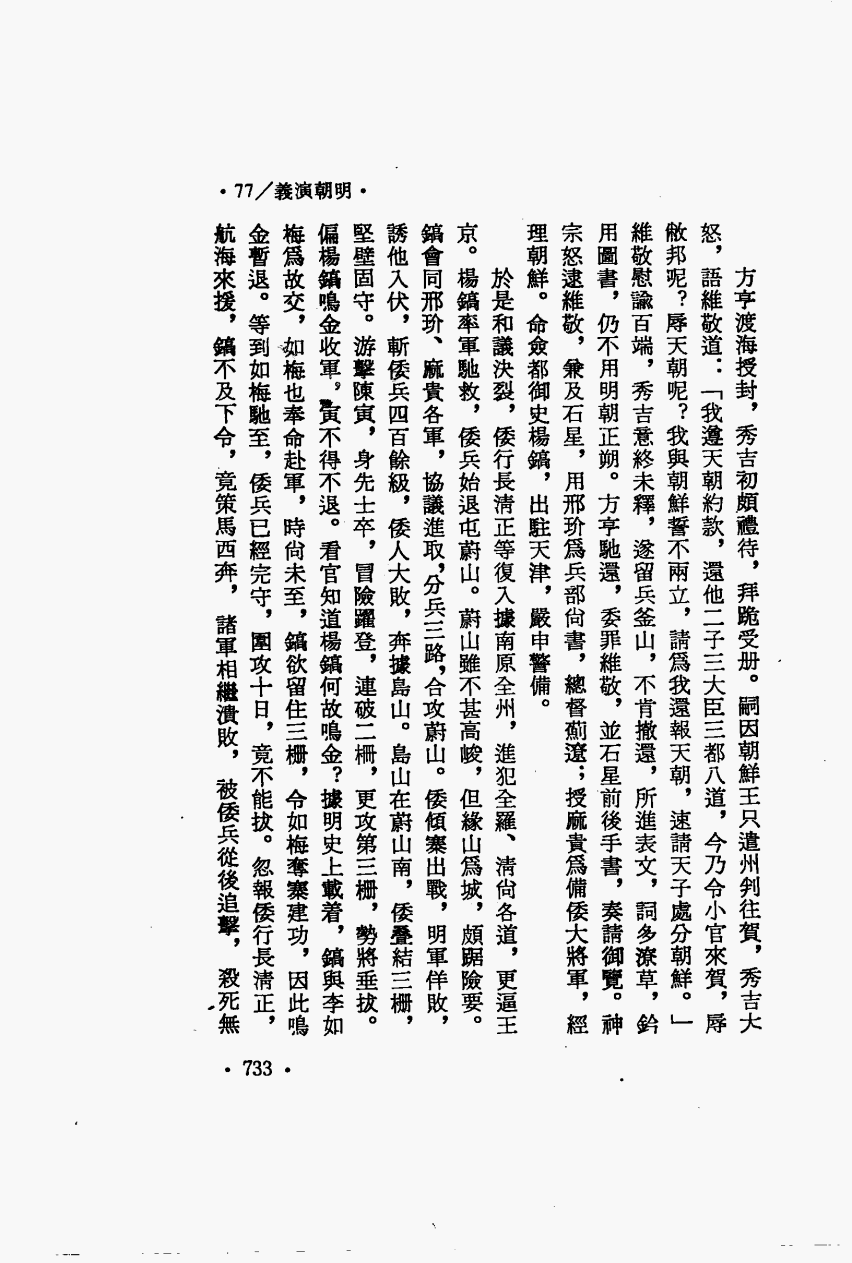 •77/義演朝明•
方亨渡海授封，秀吉初頗禮待，拜跪受册。嗣因朝鮮王只遣州判往賀，秀吉大
怒，語維敬道：「我遵天朝約款，還他二子三大臣三都八道，今乃令小官來賀，辱
敝邦呢？辱天朝呢？我與朝鮮誓不兩立，請爲我還報天朝，速請天子處分朝鮮。」
維敬慰諭百端，秀吉意終未釋，遂留兵釜山，不肯撤還，所進表文，詞多潦草，鈐
用圖書，仍不用明朝正朔。方亨馳還，委罪維敬，並石星前後手書，奏請御覽。神
宗怒逮維敬，兼及石星，用邢玠爲兵部尚書，總督薊遼；授麻貴爲備倭大將軍，經
理朝鮮。命僉都御史楊鎬，出駐天津，嚴申警備。
於是和議決裂，倭行長淸正等復入據南原全州，進犯全羅、淸尙各道，更逼王
京。楊鎬率軍馳救，倭兵始退屯蔚山。蔚山雖不甚高峻，但緣山爲城，頗踞險要。
鎬會同邢玠、麻貴各軍，協議進取，分兵三路，合攻蔚山。倭傾寨出戰，明軍佯敗，
誘他入伏，斬倭兵四百餘級，倭人大敗，奔據島山。島山在蔚山南，倭疊結三柵，
堅壁固守。游擊陳寅，身先士卒，冒險躍登，連破二柵，更攻第三柵，勢將垂拔。
偏楊鎬鳴金收軍，寅不得不退。看官知道楊鎬何故鳴金？據明史上載着，鎬與李如
梅爲故交，如梅也奉命赴軍，時尙未至，鎬欲留住三柵，令如梅奪寨建功，因此鳴
金暫退。等到如梅馳至，倭兵已經完守，圍攻十日，竟不能拔。忽報倭行長淸正，
航海來援，鎬不及下令，竟策馬西奔，諸軍相繼潰敗，被倭兵從後追擊，殺死無
•733•